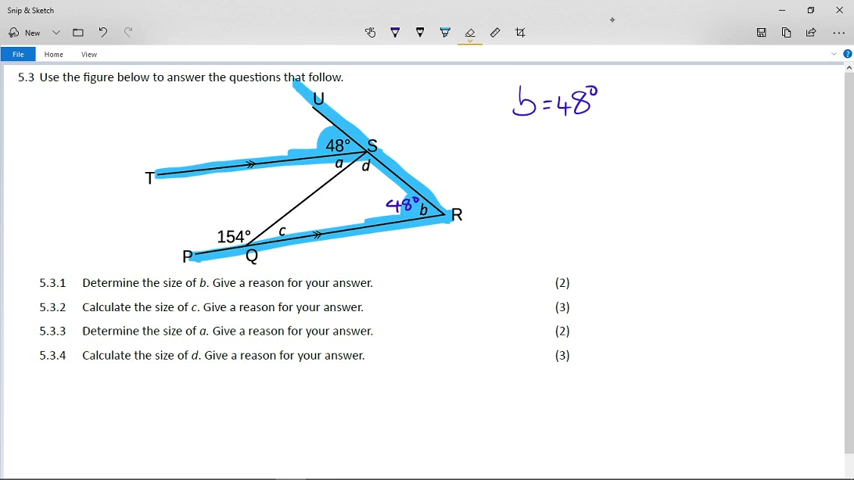 Snip & Sketch
New
File Home View
5.3 Use the figure below to answer the questions that follow.
b = 48°
U
48° S
a d
T
48° b R
154° c
P Q
5.3.1 Determine the size of b. Give a reason for your answer. (2)
5.3.2 Calculate the size of c. Give a reason for your answer. (3)
5.3.3 Determine the size of a. Give a reason for your answer. (2)
5.3.4 Calculate the size of d. Give a reason for your answer. (3)